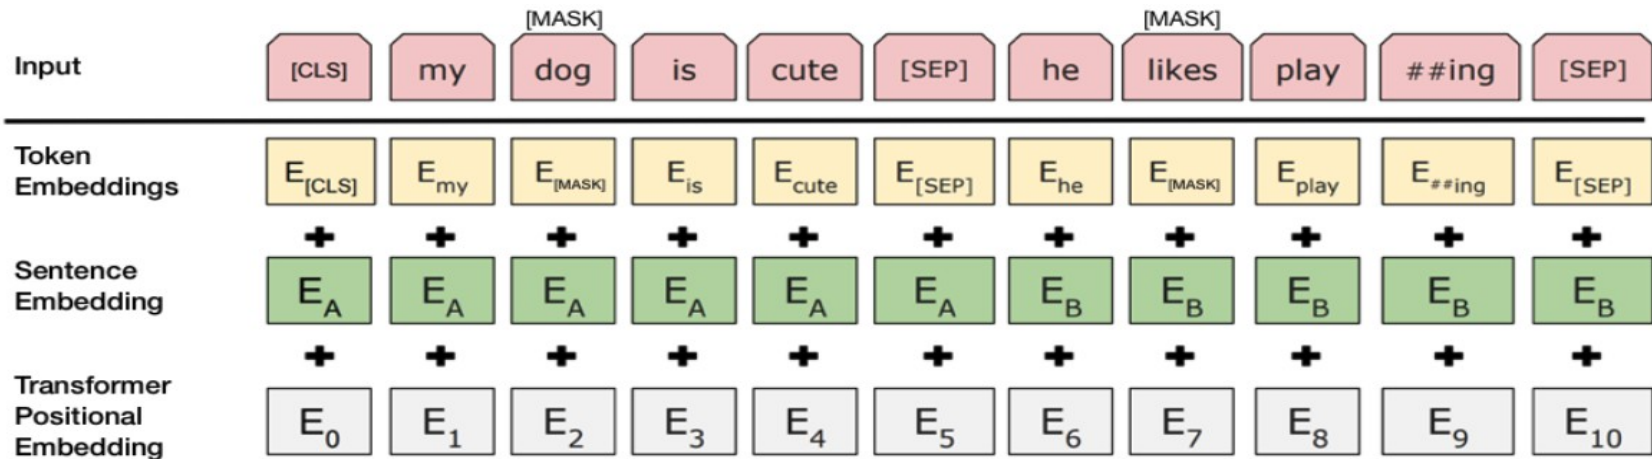 [MASK] [MASK]
Input [CLS] my dog is cute [SEP] he likes play ##ing [SEP]
Token
Embeddings
E[CLS] Emy E[MASK] Eis Ecute E[SEP] Ehe E[MASK] Eplay E##ing E[SEP]
+ + + + + + + + + + +
Sentence
Embedding
EA EA EA EA EA EA EB EB EB EB EB
+ + + + + + + + + + +
Transformer
Positional
Embedding
E0 E1 E2 E3 E4 E5 E6 E7 E8 E9 E10